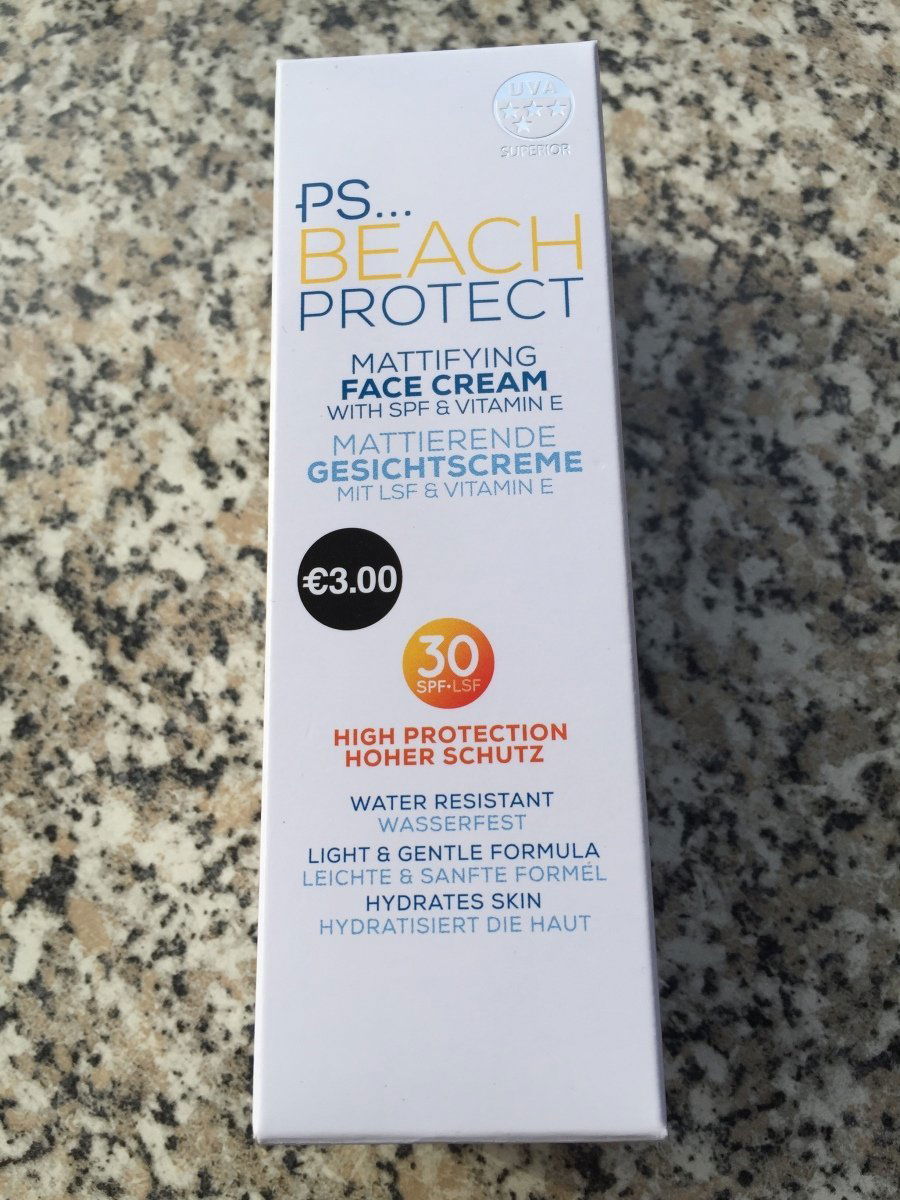 UVA
SUPERIOR
PS...
BEACH
PROTECT
MATTIFYING
FACE CREAM
WITH SPF & VITAMIN E
MATTIERENDE
GESICHTSCREME
MIT LSF & VITAMIN E
€3.00
30
SPF•LSF
HIGH PROTECTION
HOHER SCHUTZ
WATER RESISTANT
WASSERFEST
LIGHT & GENTLE FORMULA
LEICHTE & SANFTE FORMÉL
HYDRATES SKIN
HYDRATISIERT DIE HAUT